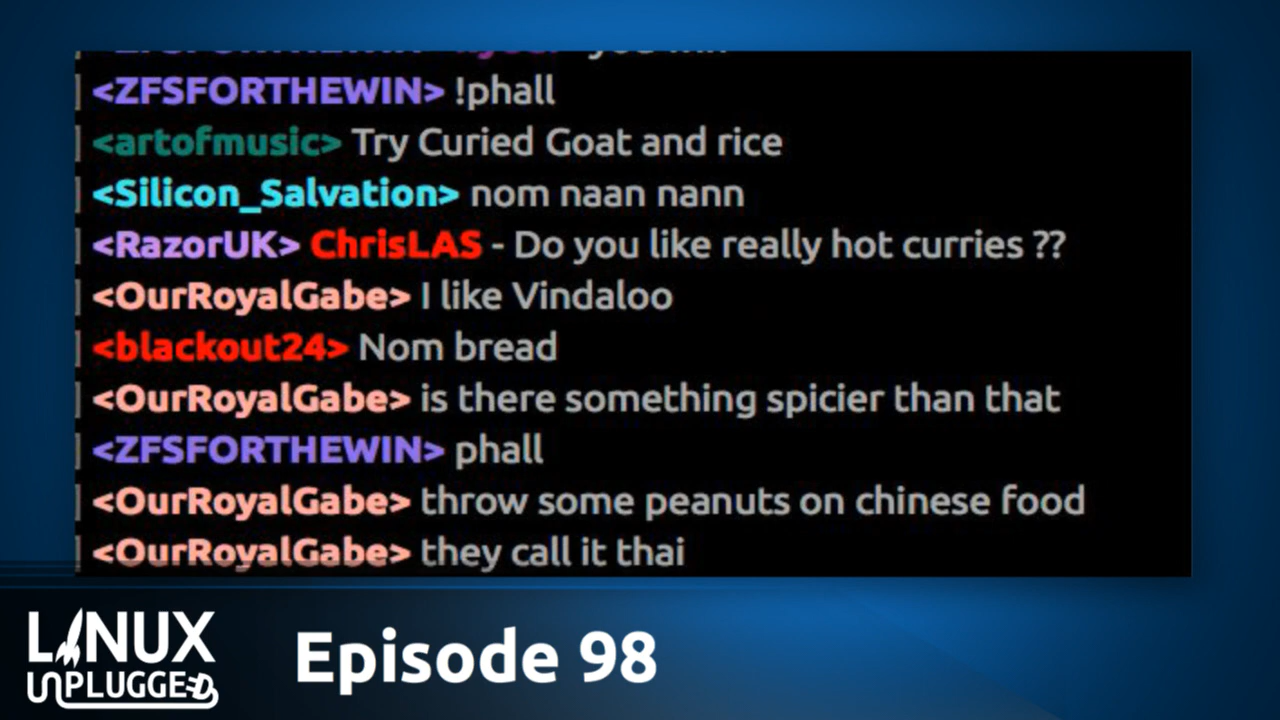 <ZFSFORTHEWIN> !phall
<artofmusic> Try Curied Goat and rice
<Silicon_Salvation> nom naan nann
<RazorUK> ChrisLAS - Do you like really hot curries ??
<OurRoyalGabe> I like Vindaloo
<blackout24> Nom bread
<OurRoyalGabe> is there something spicier than that
<ZFSFORTHEWIN> phall
<OurRoyalGabe> throw some peanuts on chinese food
<OurRoyalGabe> they call it thai
LINUX
UNPLUGGED
Episode 98